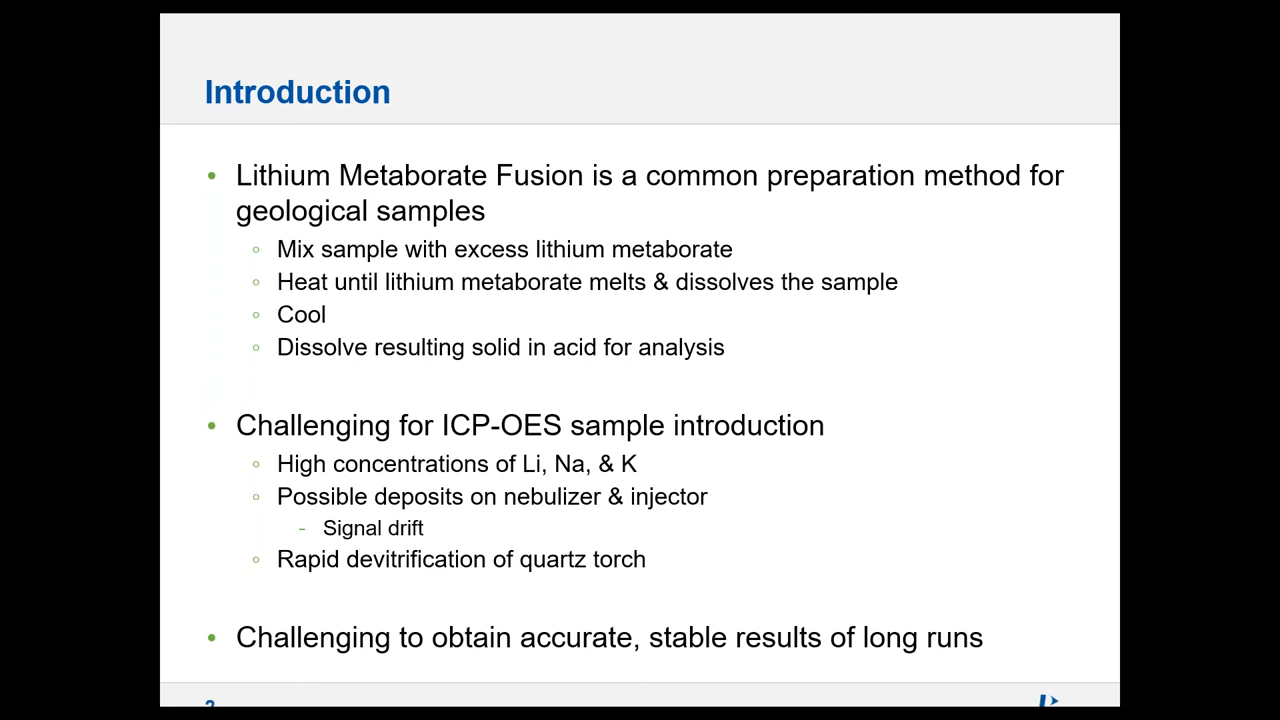 Introduction
• Lithium Metaborate Fusion is a common preparation method for
geological samples
◦ Mix sample with excess lithium metaborate
◦ Heat until lithium metaborate melts & dissolves the sample
◦ Cool
◦ Dissolve resulting solid in acid for analysis
• Challenging for ICP-OES sample introduction
◦ High concentrations of Li, Na, & K
◦ Possible deposits on nebulizer & injector
- Signal drift
◦ Rapid devitrification of quartz torch
• Challenging to obtain accurate, stable results of long runs